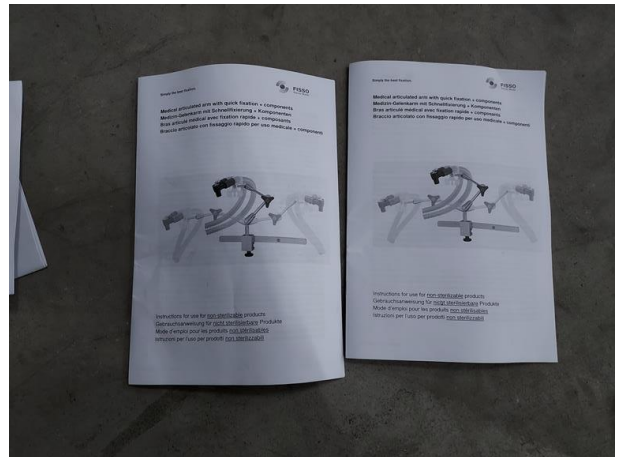 Simply the best fixation
FISSO
Medical articulated arm with quick fixation + components
Medizin-Gelenkarm mit Schnellfixierung + Komponenten
Bras articulé médical avec fixation rapide + composants
Braccio articolato con fissaggio rapido per uso medicale + componenti
Instructions for use for non-sterilizable products
Gebrauchsanweisung für nicht sterilisierbare Produkte
Mode d'emploi pour les produits non stérilisables
Istruzioni per l'uso per prodotti non sterilizzabili
Simply the best fixation
FISSO
Medical articulated arm with quick fixation + components
Medizin-Gelenkarm mit Schnellfixierung + Komponenten
Bras articulé médical avec fixation rapide + composants
Braccio articolato con fissaggio rapido per uso medicale + componenti
Instructions for use for non-sterilizable products
Gebrauchsanweisung für nicht sterilisierbare Produkte
Mode d'emploi pour les produits non stérilisables
Istruzioni per l'uso per prodotti non sterilizzabili